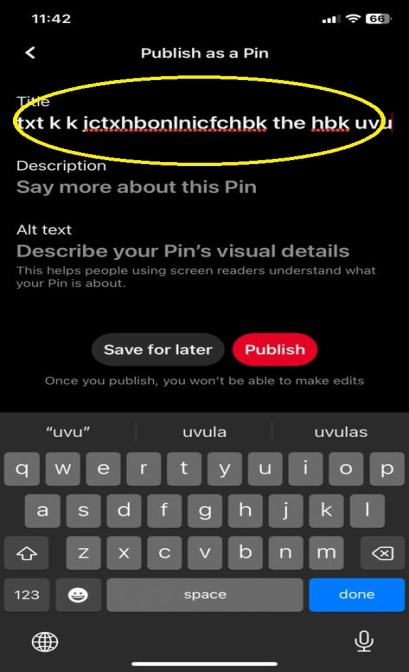 11:42
66
Publish as a Pin
Title
txt k k jctxhbonlnicfchbk the hbk uvu
Description
Say more about this Pin
Alt text
Describe your Pin's visual details
This helps people using screen readers understand what
your Pin is about.
Save for later Publish
Once you publish, you won't be able to make edits
"uvu" uvula uvulas
q w e r t y u i o p
a s d f g h j k l
z x c v b n m
123 space done